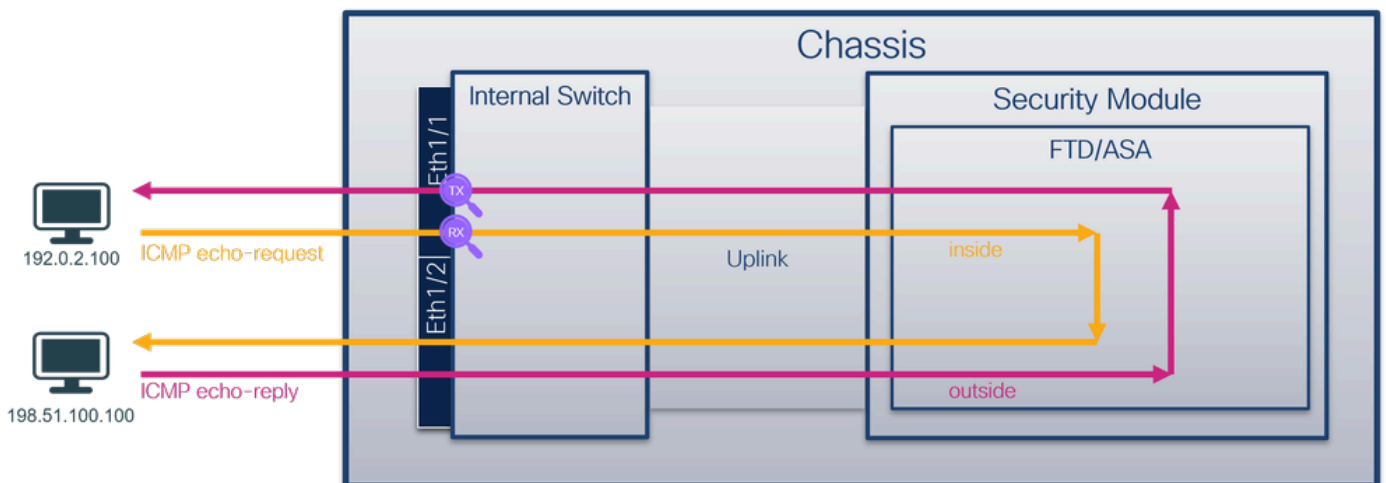 Chassis
Internal Switch
Security Module
FTD/ASA
Eth1/1
TX
RX
192.0.2.100
ICMP echo-request
Uplink
inside
Eth1/2
198.51.100.100
ICMP echo-reply
outside